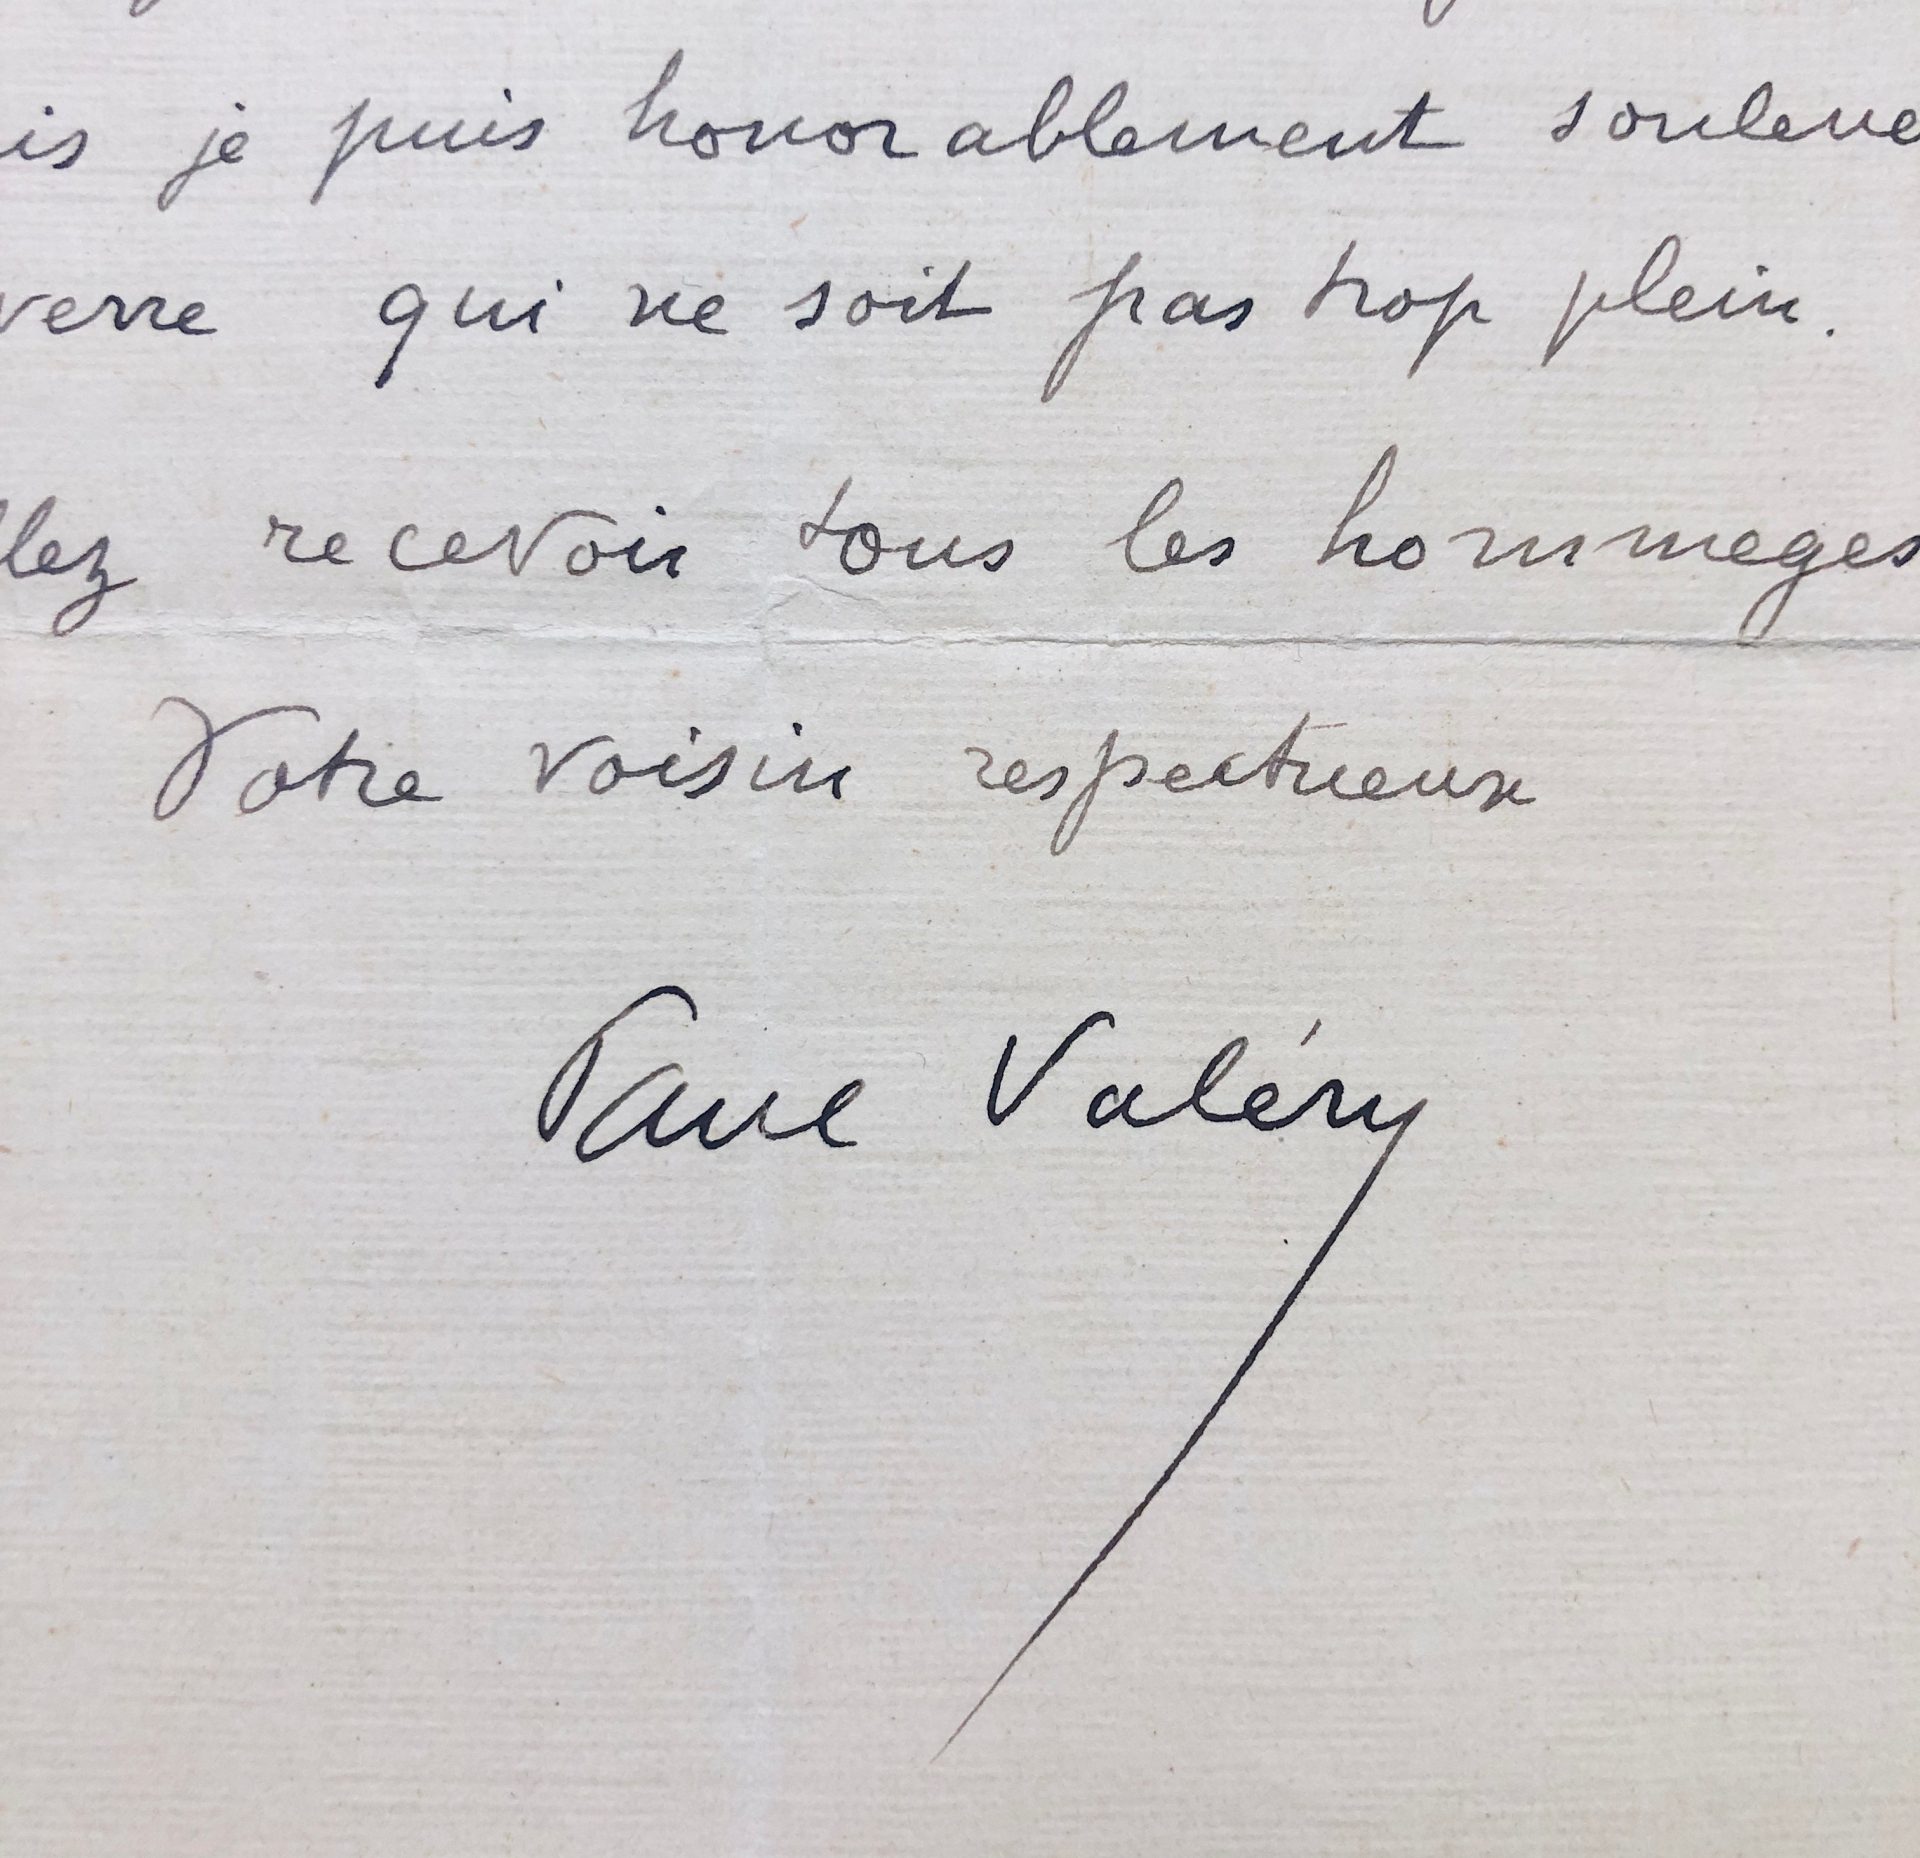 is je puis honorablement souleve
verre qui ne soit pas trop plein.
llez recevoir tous les hommages
Votre voisin respectueux
Paul Valéry